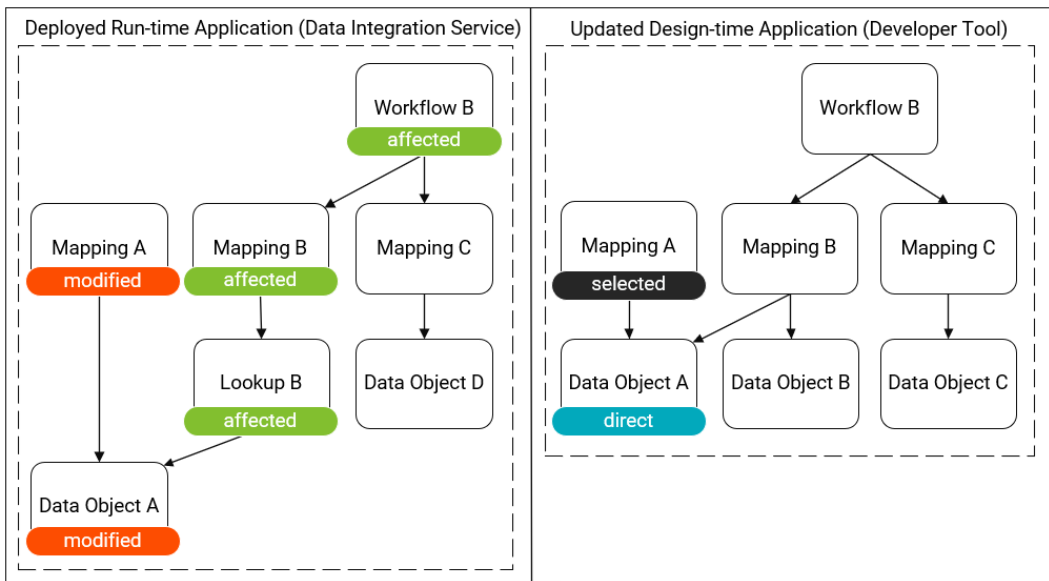 Deployed Run-time Application (Data Integration Service)
Workflow B
affected
Mapping A
modified
Mapping B
affected
Mapping C
Lookup B
affected
Data Object D
Data Object A
modified
Updated Design-time Application (Developer Tool)
Workflow B
Mapping A
selected
Mapping B
Mapping C
Data Object A
direct
Data Object B
Data Object C